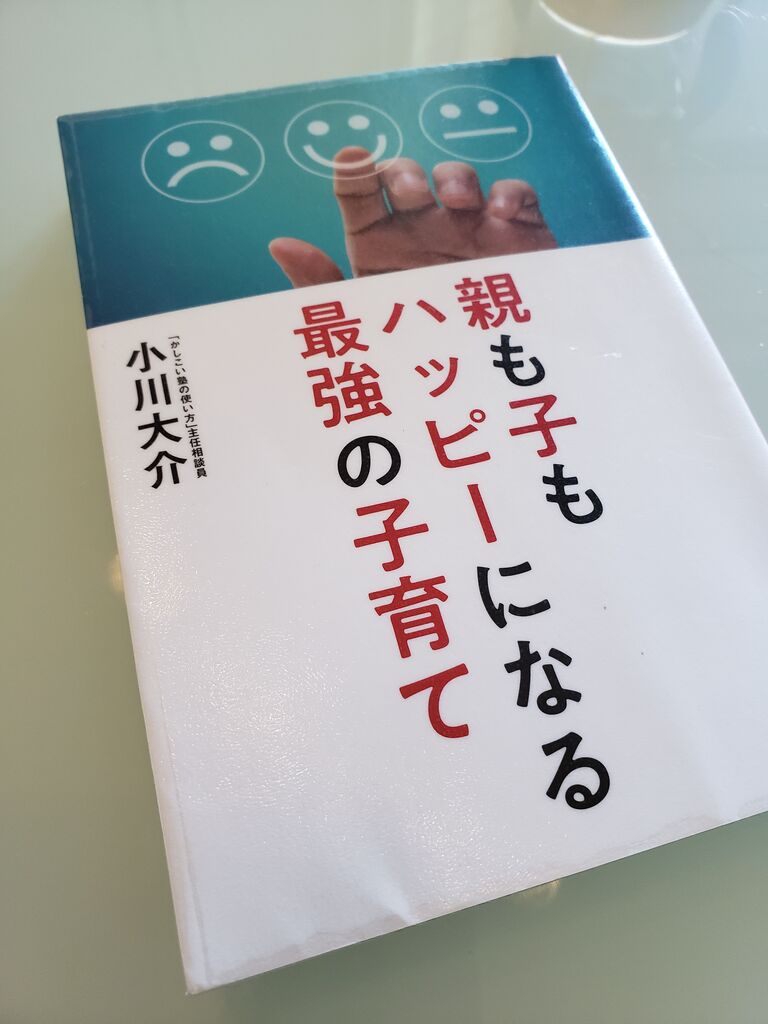 親も子も
ハッピーになる
最強の子育て
「かしこい塾の使い方」主任相談員
小川大介